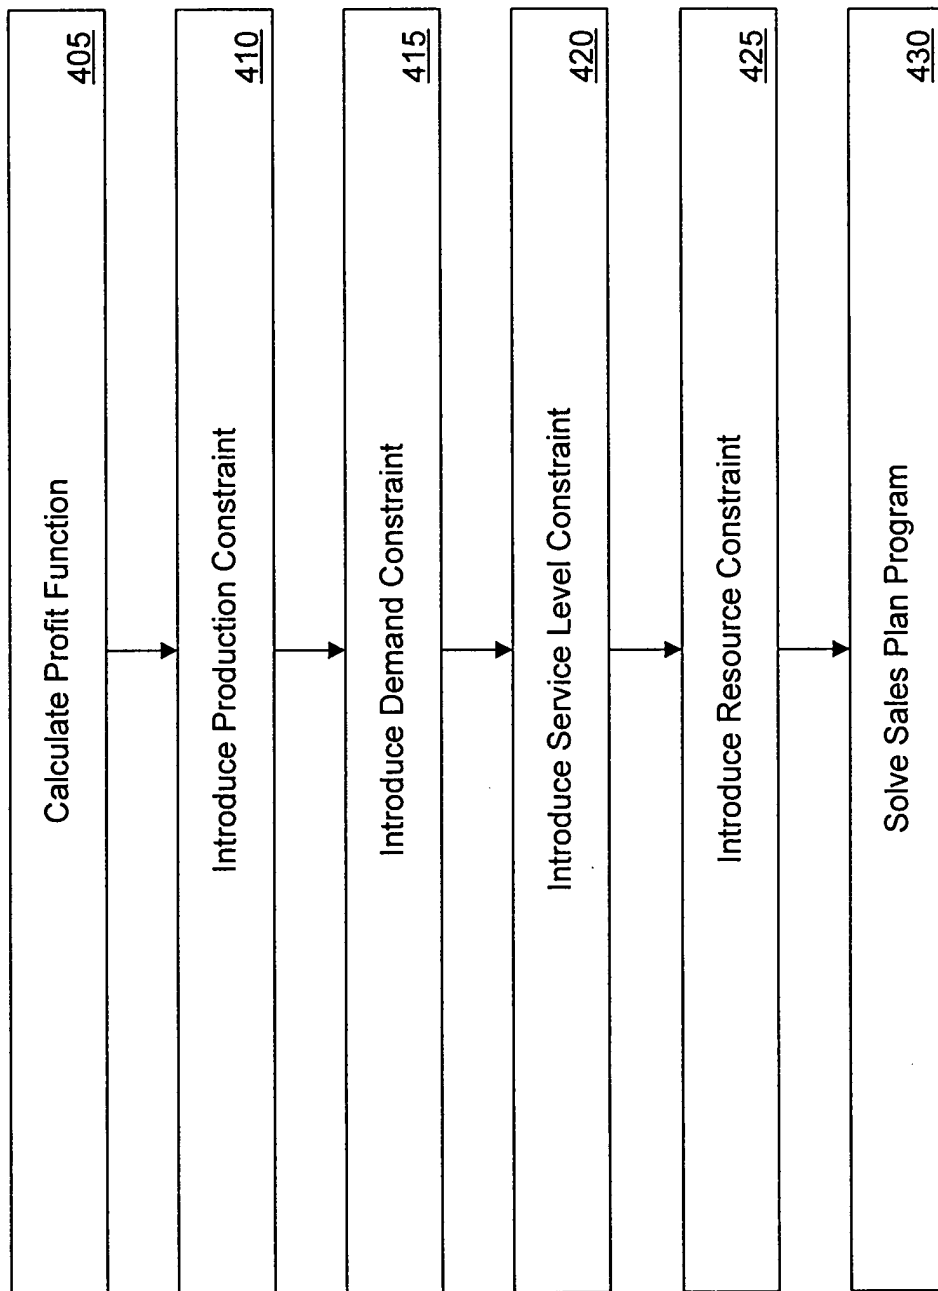 Calculate Profit Function
405
Introduce Production Constraint
410
Introduce Demand Constraint
415
Introduce Service Level Constraint
420
Introduce Resource Constraint
425
Solve Sales Plan Program
430